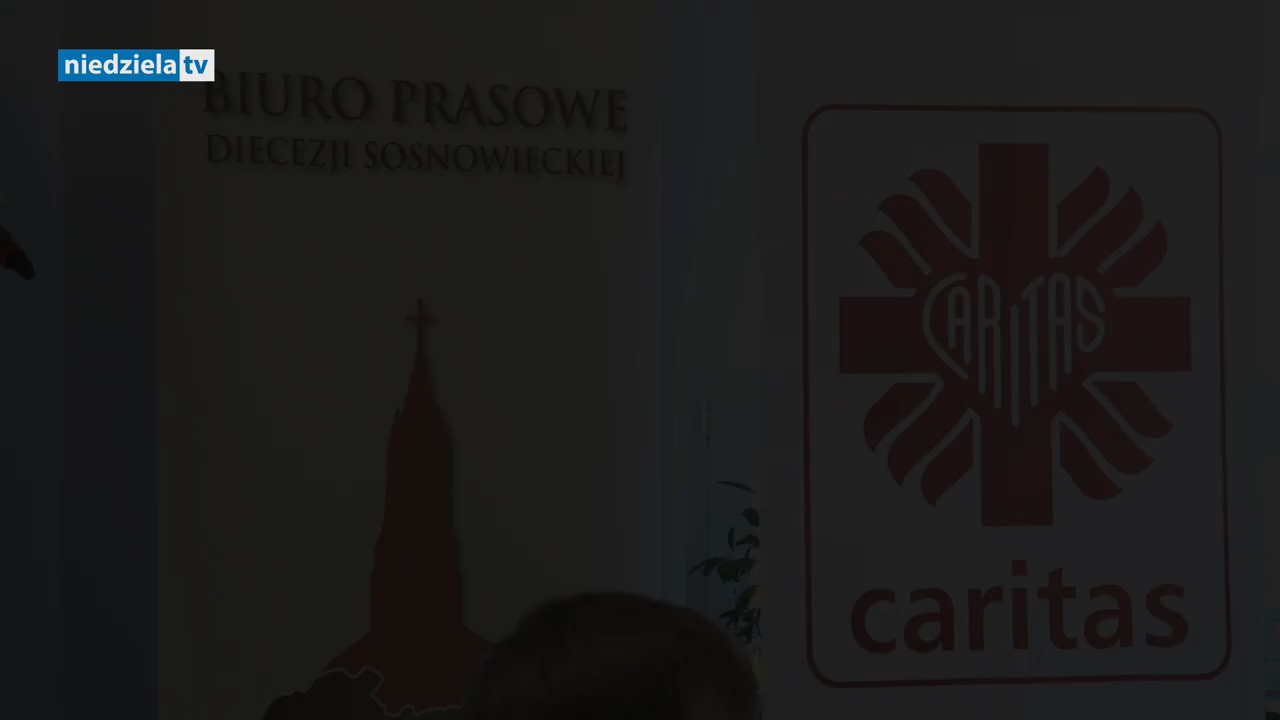 niedziela tv
BIURO PRASOWE
DIECEZJI SOSNOWIECKIEJ
CARITAS
caritas